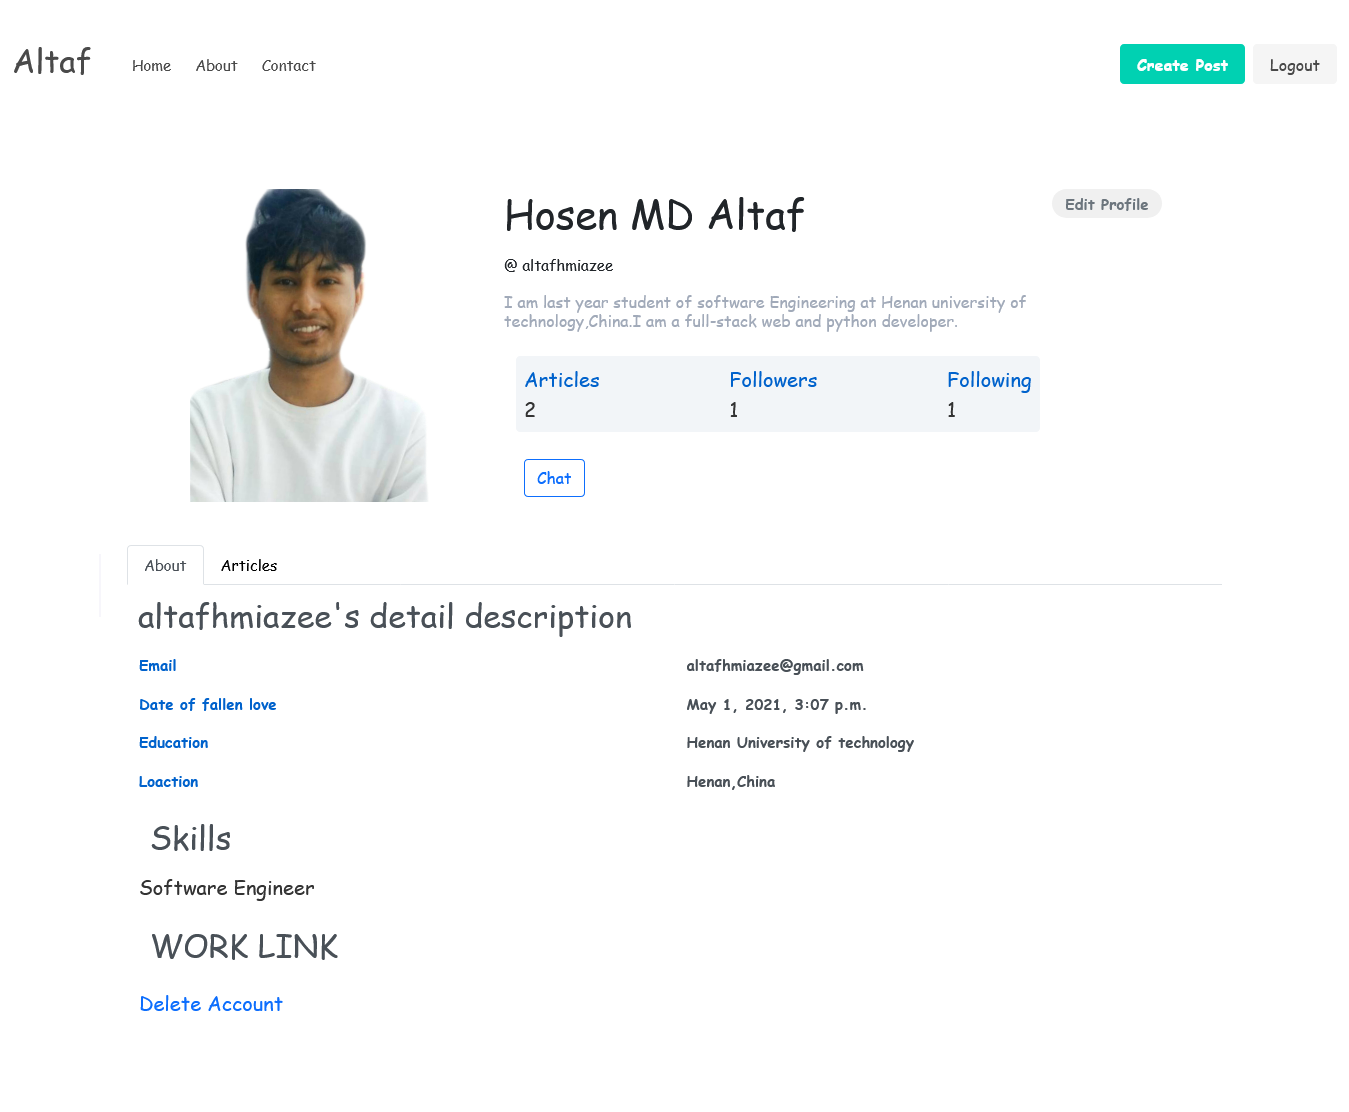 Altaf Home About Contact Create Post Logout
Hosen MD Altaf Edit Profile
@ altafhmiazee
I am last year student of software Engineering at Henan university of
technology,China.I am a full-stack web and python developer.
Articles Followers Following
2 1 1
Chat
About Articles
altafhmiazee's detail description
Email altafhmiazee@gmail.com
Date of fallen love May 1, 2021, 3:07 p.m.
Education Henan University of technology
Loaction Henan,China
Skills
Software Engineer
WORK LINK
Delete Account